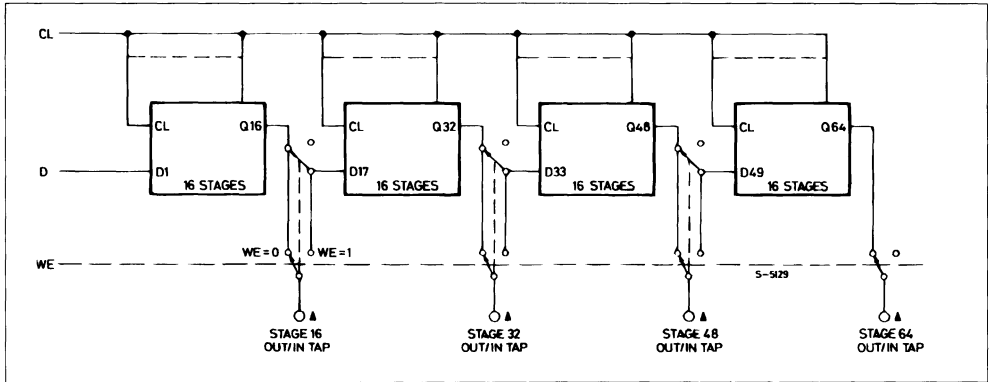 CL
CL Q16
D1
16 STAGES
CL Q32
D17
16 STAGES
CL Q48
D33
16 STAGES
CL Q64
D49
16 STAGES
D
WE=0 WE=1
WE
S-5129
STAGE 16
OUT/IN TAP
STAGE 32
OUT/IN TAP
STAGE 48
OUT/IN TAP
STAGE 64
OUT/IN TAP